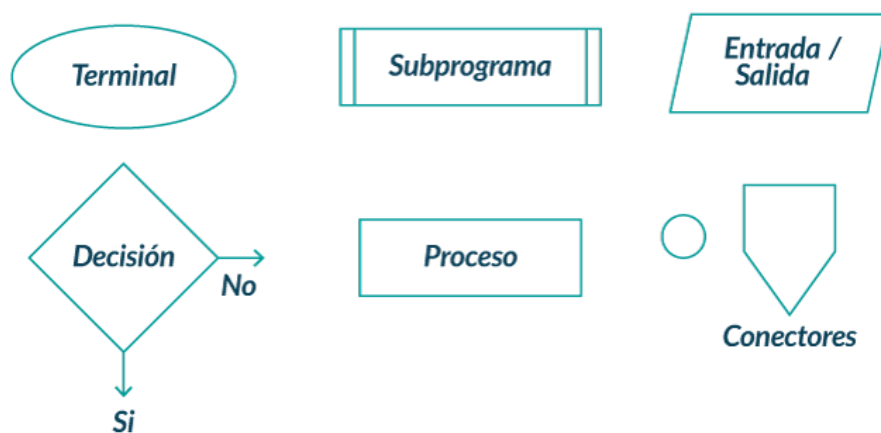 Terminal
Subprograma
Entrada /
Salida
Decisión
No
Si
Proceso
Conectores